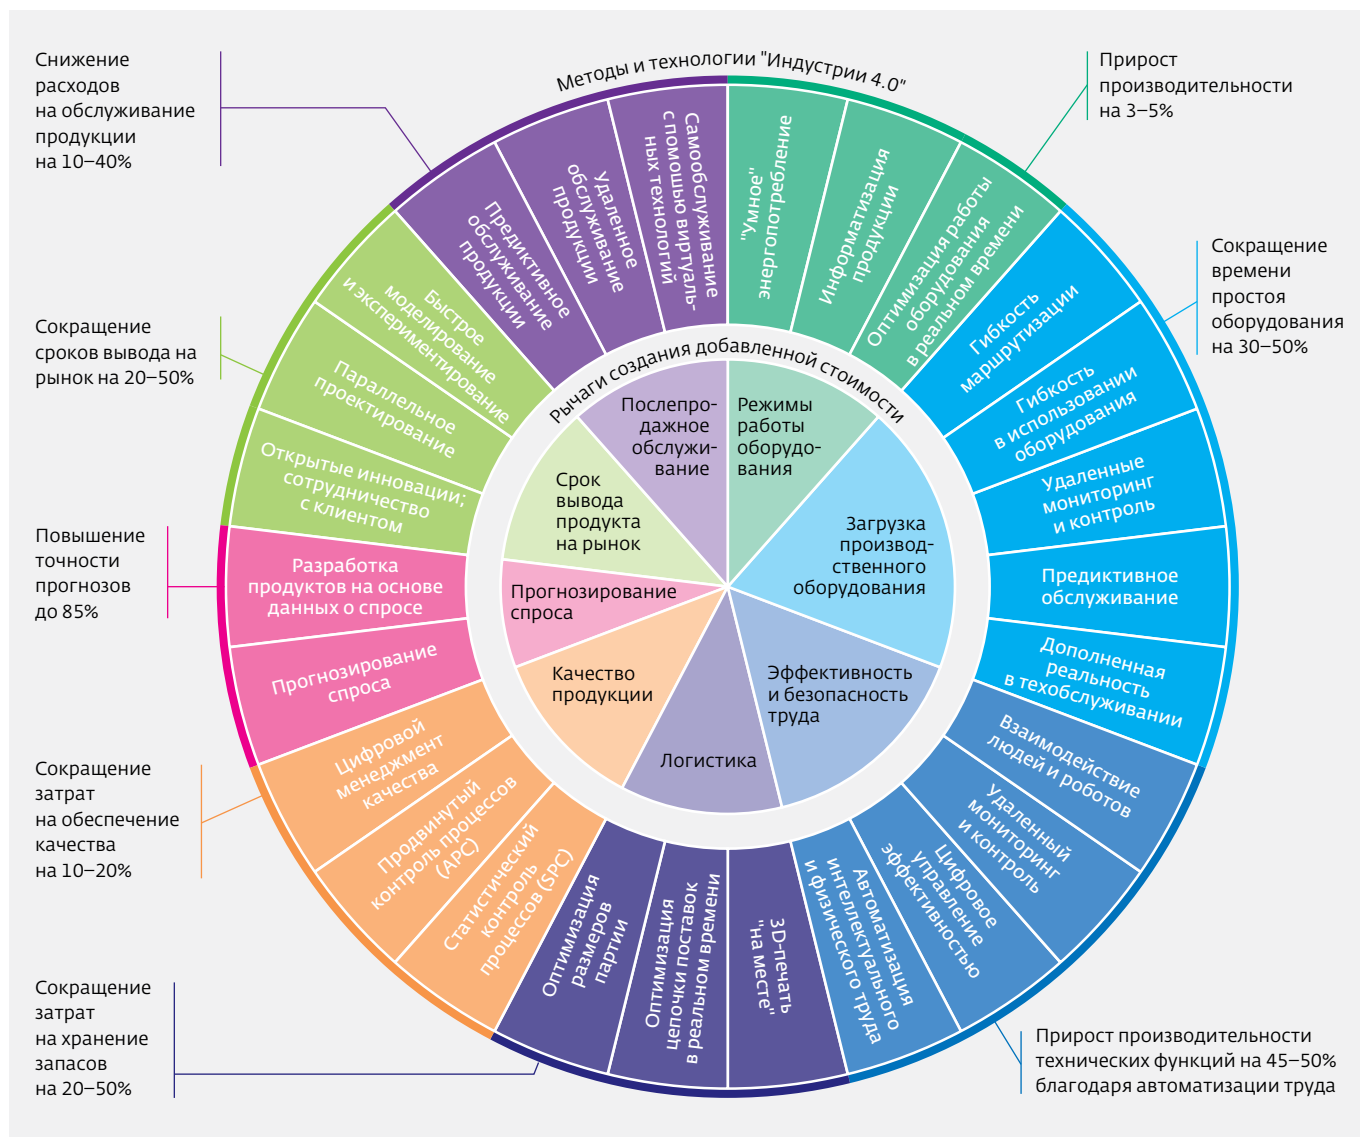 Методы и технологии "Индустрии 4.0"
Снижение
расходов
на обслуживание
продукции
на 10–40%
Прирост
производительности
на 3–5%
Сокращение
времени
простоя
оборудования
на 30–50%
Сокращение
сроков вывода на
рынок на 20–50%
Повышение
точности
прогнозов
до 85%
Сокращение
затрат
на обеспечение
качества
на 10–20%
Сокращение
затрат
на хранение
запасов
на 20–50%
Прирост производительности
технических функций на 45–50%
благодаря автоматизации труда
"Умное"
энергопотребление
Информатизация
продукции
Оптимизация работы
оборудования
в реальном времени
Гибкость
маршрутизации
Гибкость
в использовании
оборудования
Удаленные
мониторинг
и контроль
Предиктивное
обслуживание
Дополненная
реальность
в техобслуживании
Взаимодействие
людей и роботов
Удаленный
мониторинг
и контроль
Цифровое
управление
эффективностью
Автоматизация
интеллектуального
и физического труда
3D-печать
"на месте"
Оптимизация
цепочки поставок
в реальном времени
Оптимизация
размеров
партии
Статистический
контроль
процессов (SPC)
Продвинутый
контроль процессов
(APC)
Цифровой
менеджмент
качества
Прогнозирование
спроса
Разработка
продуктов на основе
данных о спросе
Открытые инновации;
сотрудничество
с клиентом
Параллельное
проектирование
Быстрое
моделирование
и экспериментирование
Предиктивное
обслуживание
продукции
Удаленное
обслуживание
продукции
Самообслуживание
с помошью виртуаль-
ных технологий
Рычаги создания добавленной стоимости
Послепро-
дажное
обслужи-
вание
Режимы
работы
оборудо-
вания
Загрузка
производ-
ственного
оборудования
Эффективность
и безопасность
труда
Логистика
Качество
продукции
Прогнозирование
спроса
Срок
вывода
продукта
на рынок